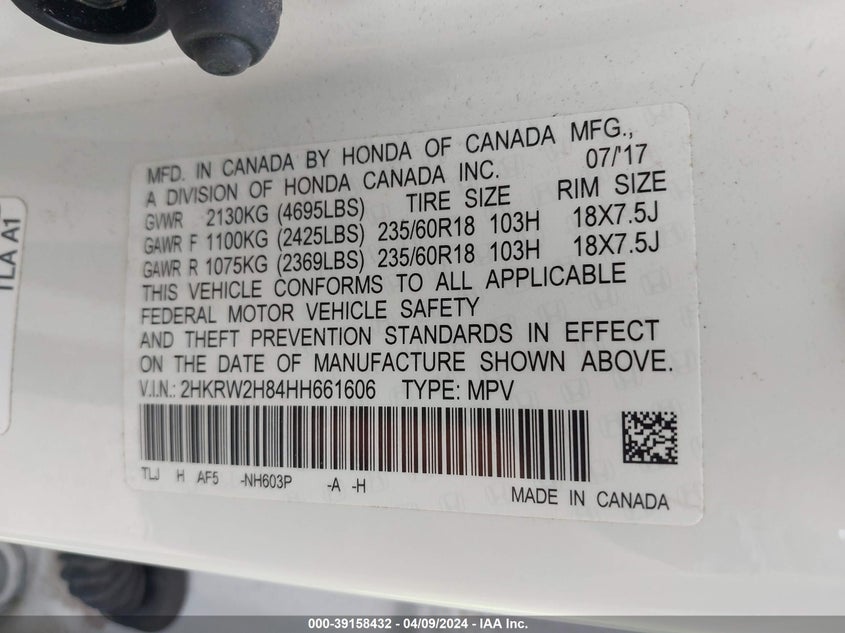 TLA A1
MFD. IN CANADA BY HONDA OF CANADA MFG.,
A DIVISION OF HONDA CANADA INC. 07/'17
GVWR 2130KG (4695LBS) TIRE SIZE RIM SIZE
GAWR F 1100KG (2425LBS) 235/60R18 103H 18X7.5J
GAWR R 1075KG (2369LBS) 235/60R18 103H 18X7.5J
THIS VEHICLE CONFORMS TO ALL APPLICABLE
FEDERAL MOTOR VEHICLE SAFETY
AND THEFT PREVENTION STANDARDS IN EFFECT
ON THE DATE OF MANUFACTURE SHOWN ABOVE.
V.I.N.: 2HKRW2H84HH661606 TYPE: MPV
TLJ H AF5 -NH603P -A -H
MADE IN CANADA
000-39158432 - 04/09/2024 - IAA Inc.